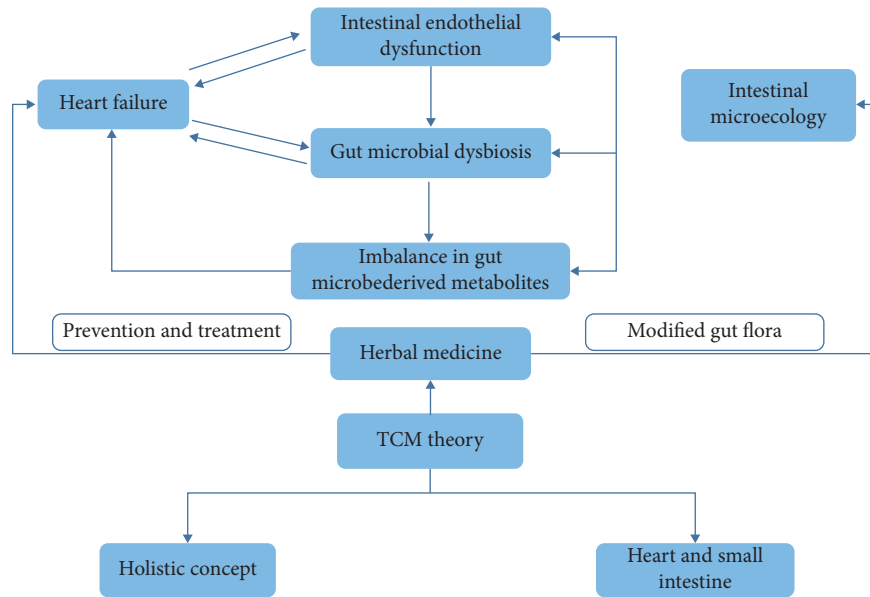 Intestinal endothelial
dysfunction
Heart failure
Intestinal
microecology
Gut microbial dysbiosis
Imbalance in gut
microbederived metabolites
Prevention and treatment
Modified gut flora
Herbal medicine
TCM theory
Holistic concept
Heart and small
intestine